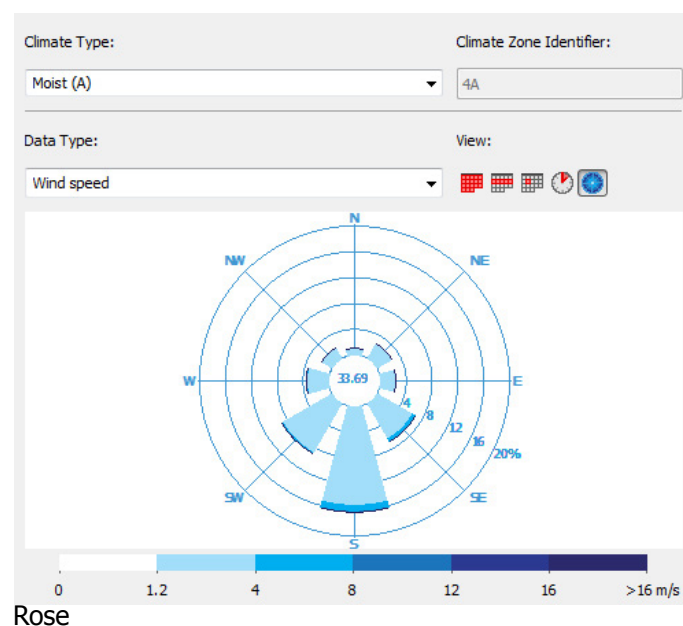 Climate Type: Climate Zone Identifier:
Moist (A) 4A
Data Type: View:
Wind speed
N
NW NE
W 33.69 E
4
8
12
16
20%
SW SE
S
0 1.2 4 8 12 16 >16 m/s
Rose